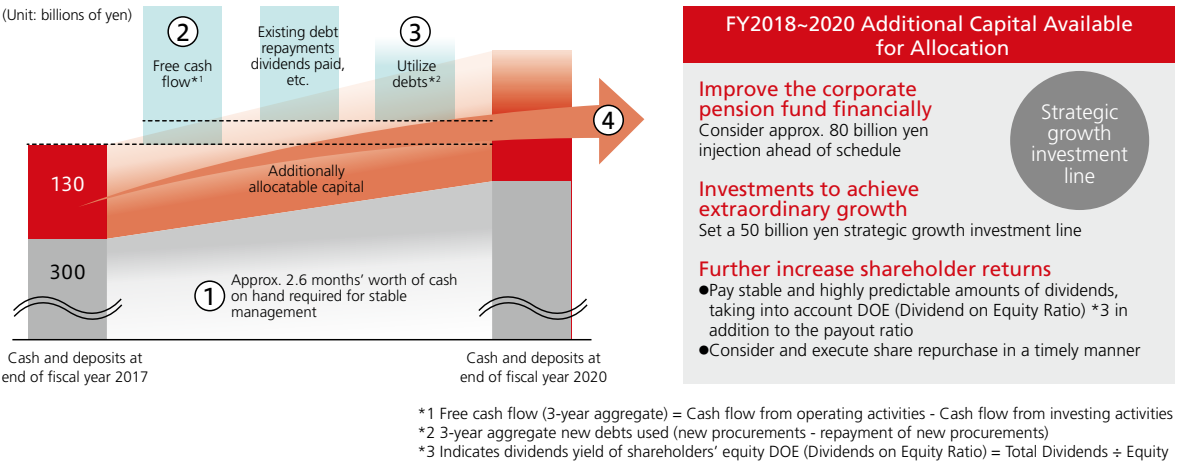 (Unit: billions of yen)
2
Free cash
flow*1
Existing debt
repayments
dividends paid,
etc.
3
Utilize
debts*2
4
130
Additionally
allocatable capital
300
1
Approx. 2.6 months' worth of cash
on hand required for stable
management
Cash and deposits at
end of fiscal year 2017
Cash and deposits at
end of fiscal year 2020
FY2018~2020 Additional Capital Available
for Allocation
Improve the corporate
pension fund financially
Consider approx. 80 billion yen
injection ahead of schedule
Strategic
growth
investment
line
Investments to achieve
extraordinary growth
Set a 50 billion yen strategic growth investment line
Further increase shareholder returns
●Pay stable and highly predictable amounts of dividends,
taking into account DOE (Dividend on Equity Ratio) *3 in
addition to the payout ratio
●Consider and execute share repurchase in a timely manner
*1 Free cash flow (3-year aggregate) = Cash flow from operating activities - Cash flow from investing activities
*2 3-year aggregate new debts used (new procurements - repayment of new procurements)
*3 Indicates dividends yield of shareholders' equity DOE (Dividends on Equity Ratio) = Total Dividends ÷ Equity